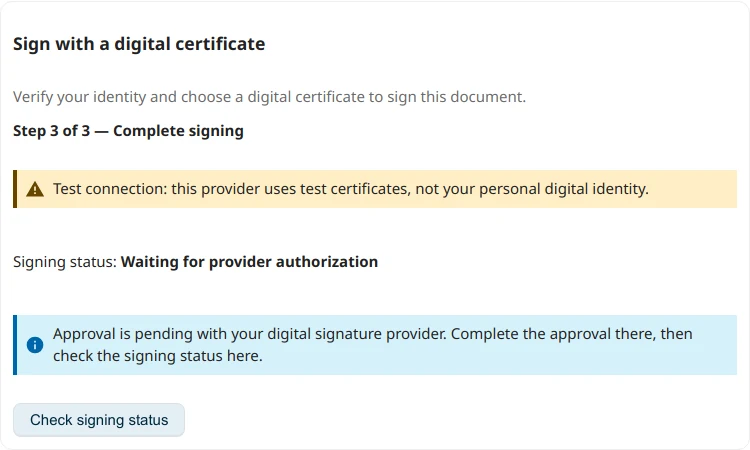 Sign with a digital certificate
Verify your identity and choose a digital certificate to sign this document.
Step 3 of 3 — Complete signing
Test connection: this provider uses test certificates, not your personal digital identity.
Signing status: Waiting for provider authorization
Approval is pending with your digital signature provider. Complete the approval there, then
check the signing status here.
Check signing status